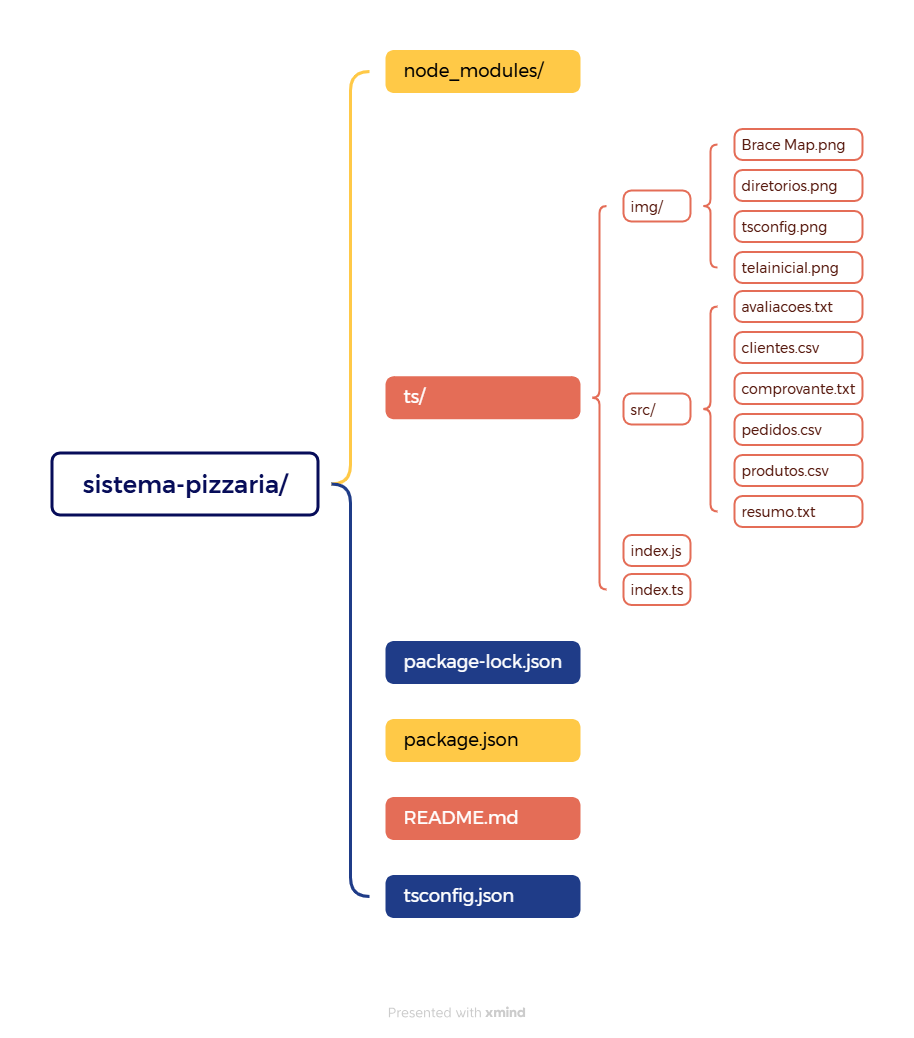 sistema-pizzaria/
node_modules/
ts/
img/
Brace Map.png
diretorios.png
tsconfig.png
telainicial.png
src/
avaliacoes.txt
clientes.csv
comprovante.txt
pedidos.csv
produtos.csv
resumo.txt
index.js
index.ts
package-lock.json
package.json
README.md
tsconfig.json
Presented with xmind